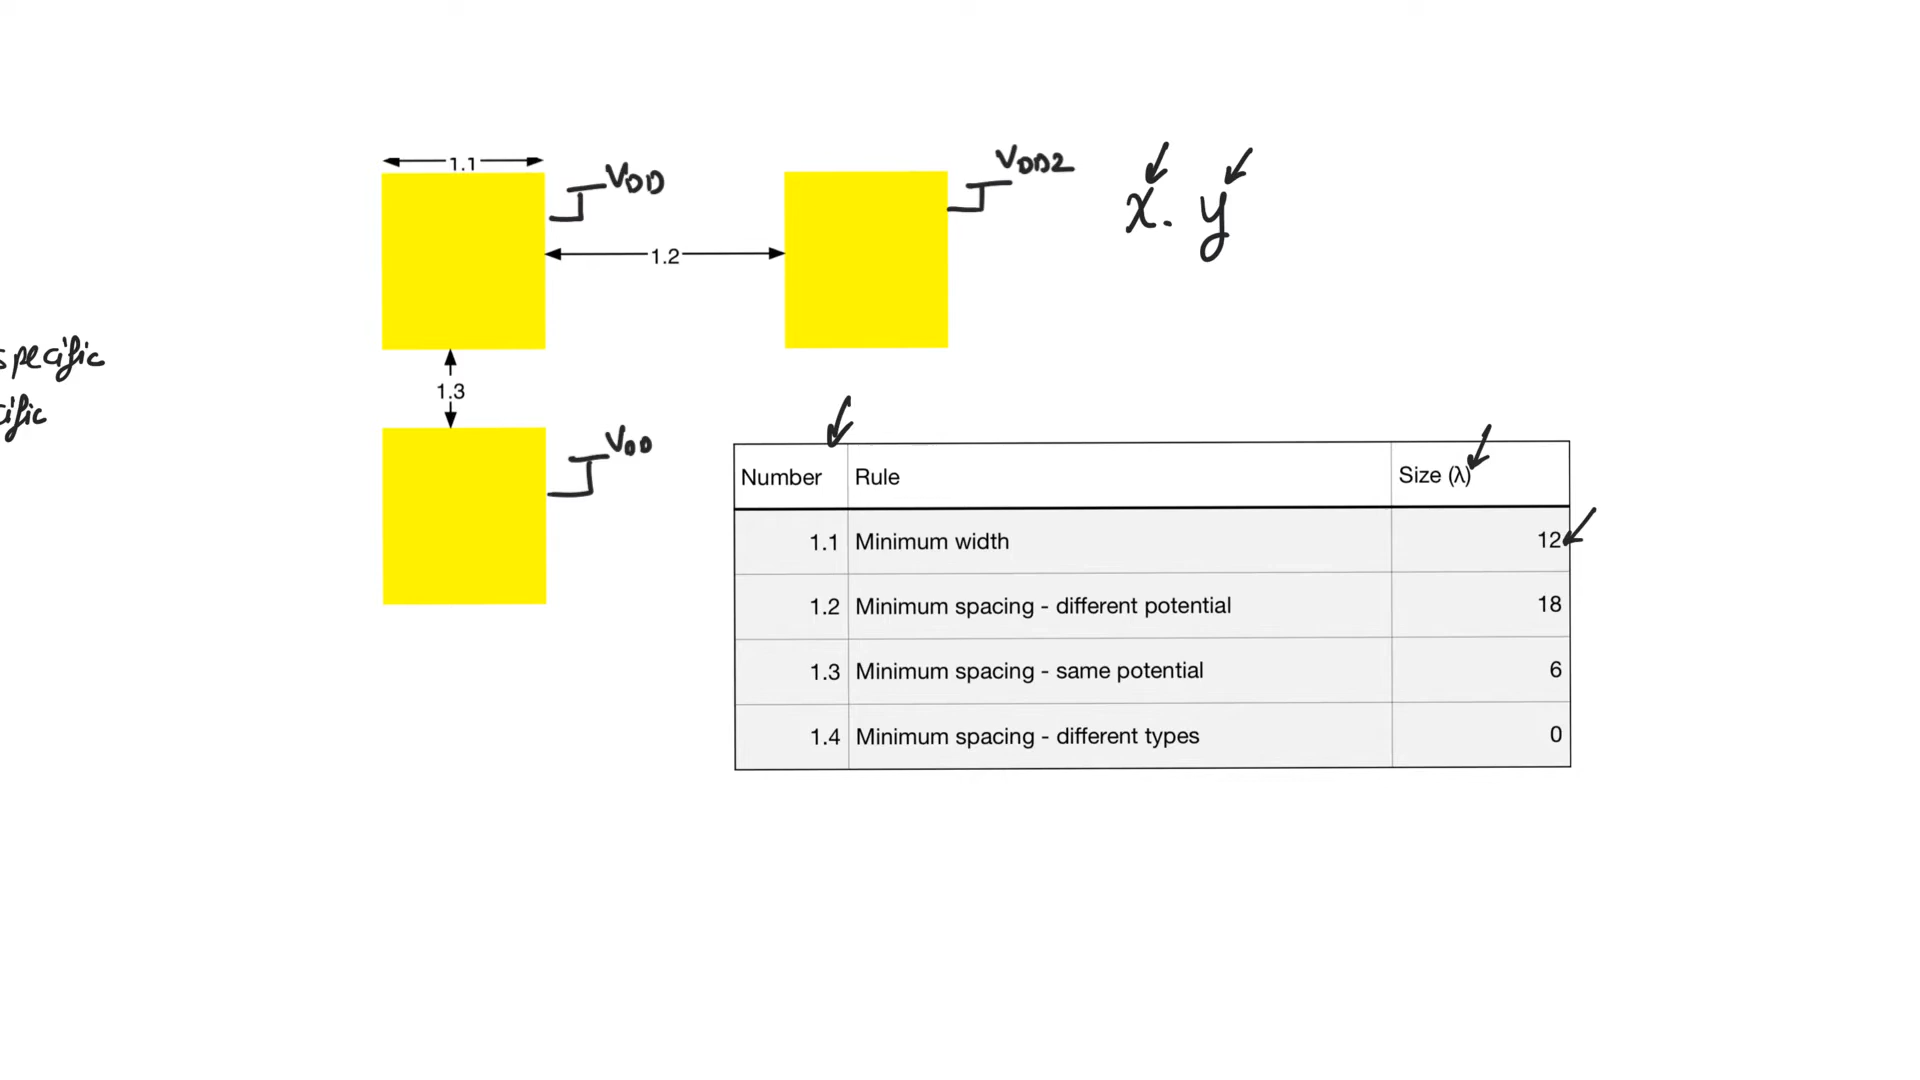 1.1
VDD
VDD2
x. y
1.2
specific
1.3
cific
VDD
Number Rule Size (λ)
1.1 Minimum width 12
1.2 Minimum spacing - different potential 18
1.3 Minimum spacing - same potential 6
1.4 Minimum spacing - different types 0